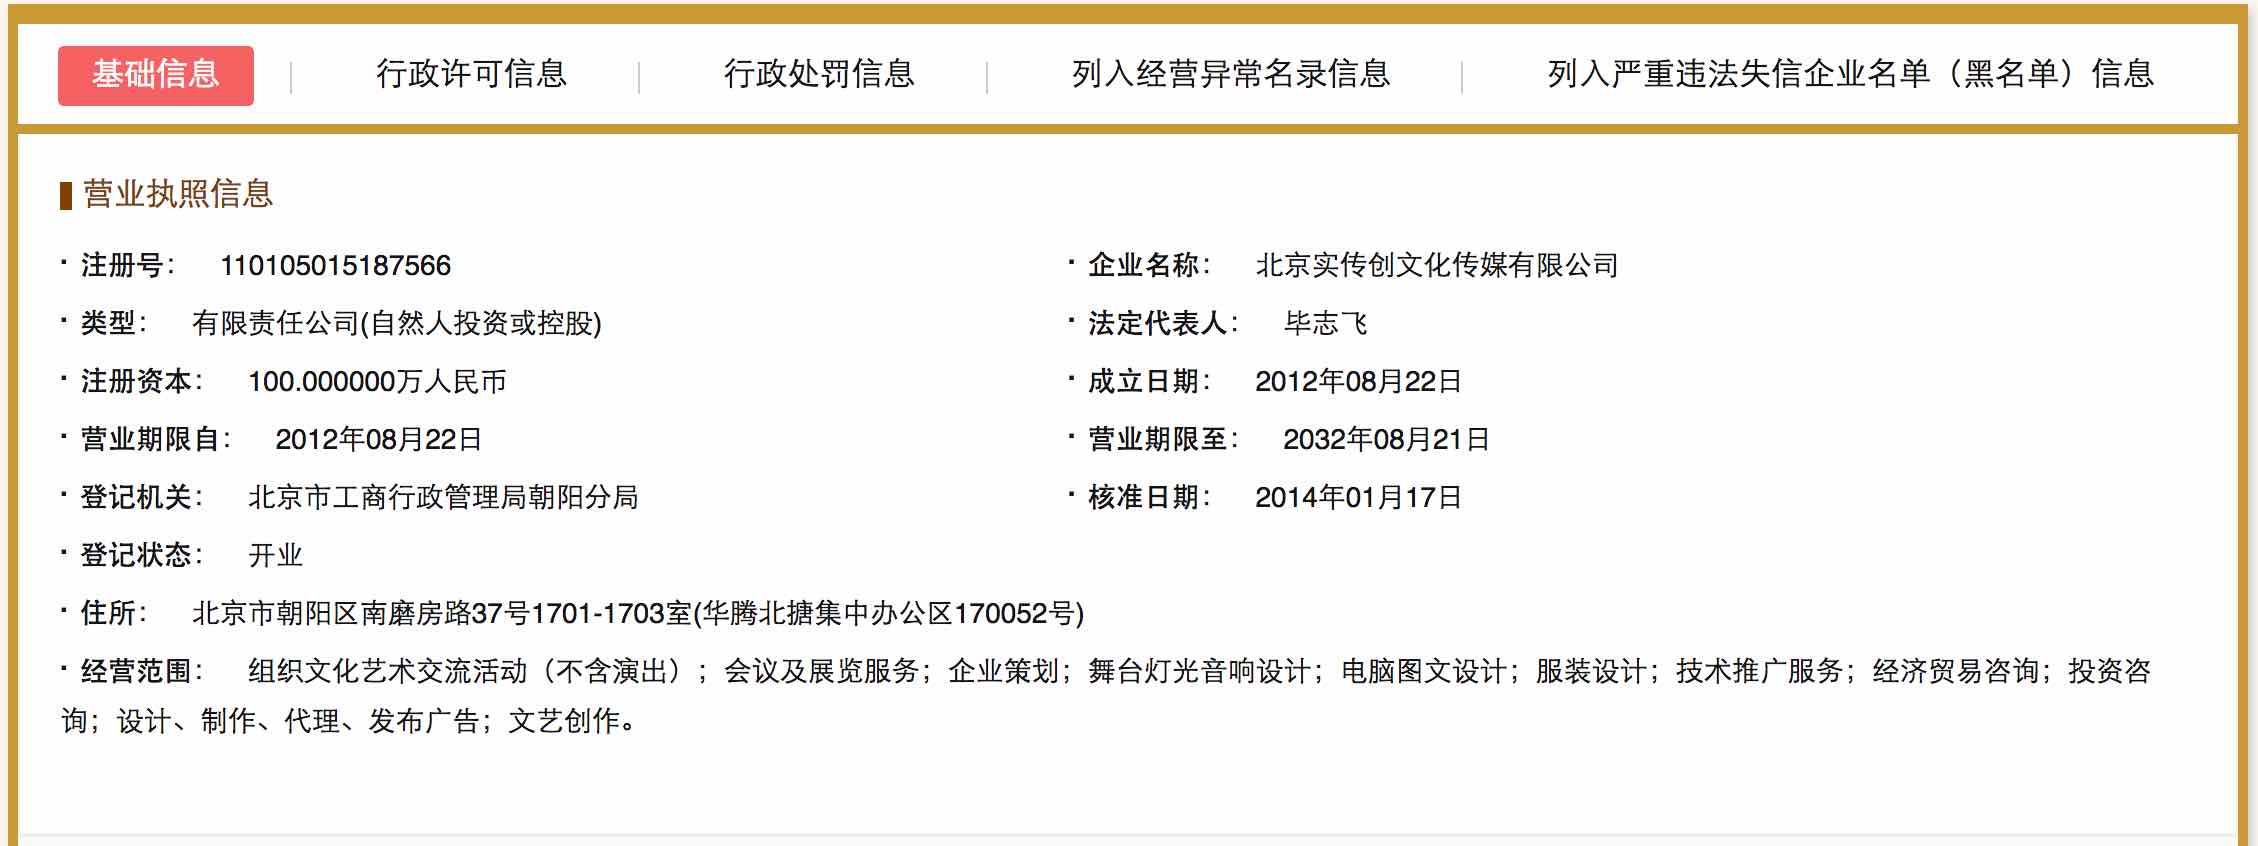 基础信息 行政许可信息 行政处罚信息 列入经营异常名录信息 列入严重违法失信企业名单（黑名单）信息
营业执照信息
· 注册号： 110105015187566 · 企业名称： 北京实传创文化传媒有限公司
· 类型： 有限责任公司(自然人投资或控股) · 法定代表人： 毕志飞
· 注册资本： 100.000000万人民币 · 成立日期： 2012年08月22日
· 营业期限自： 2012年08月22日 · 营业期限至： 2032年08月21日
· 登记机关： 北京市工商行政管理局朝阳分局 · 核准日期： 2014年01月17日
· 登记状态： 开业
· 住所： 北京市朝阳区南磨房路37号1701-1703室(华腾北搪集中办公区170052号)
· 经营范围： 组织文化艺术交流活动（不含演出）；会议及展览服务；企业策划；舞台灯光音响设计；电脑图文设计；服装设计；技术推广服务；经济贸易咨询；投资咨
询；设计、制作、代理、发布广告；文艺创作。